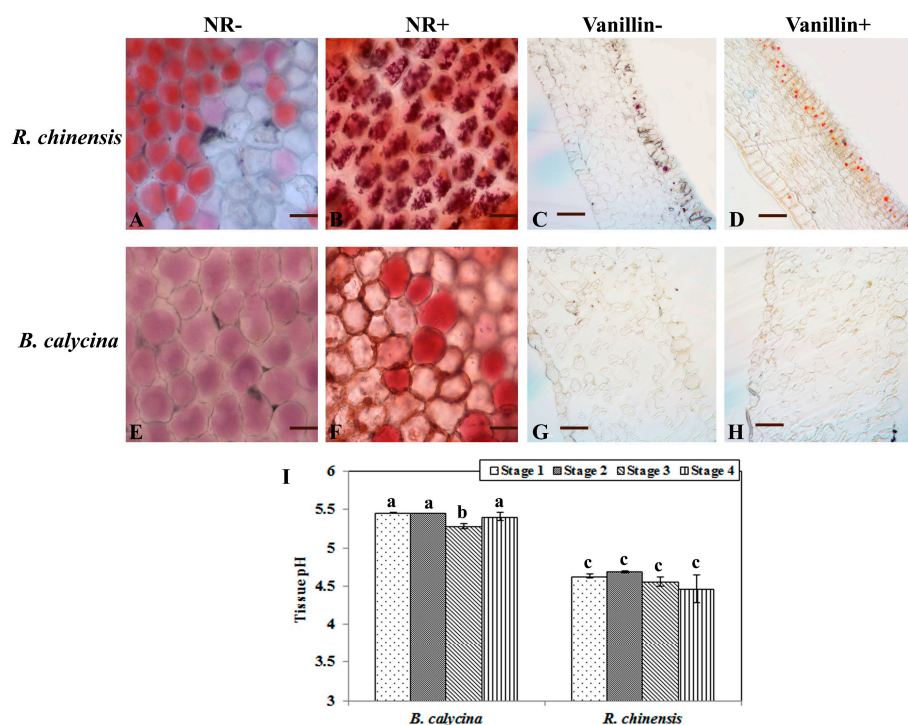 NR- NR+ Vanillin- Vanillin+
R. chinensis
A B C D
B. calycina
E F G H
I
Stage 1 Stage 2 Stage 3 Stage 4
6
5.5
5
4.5
4
3.5
3
Tissue pH
a a b a
c c c c
B. calycina R. chinensis